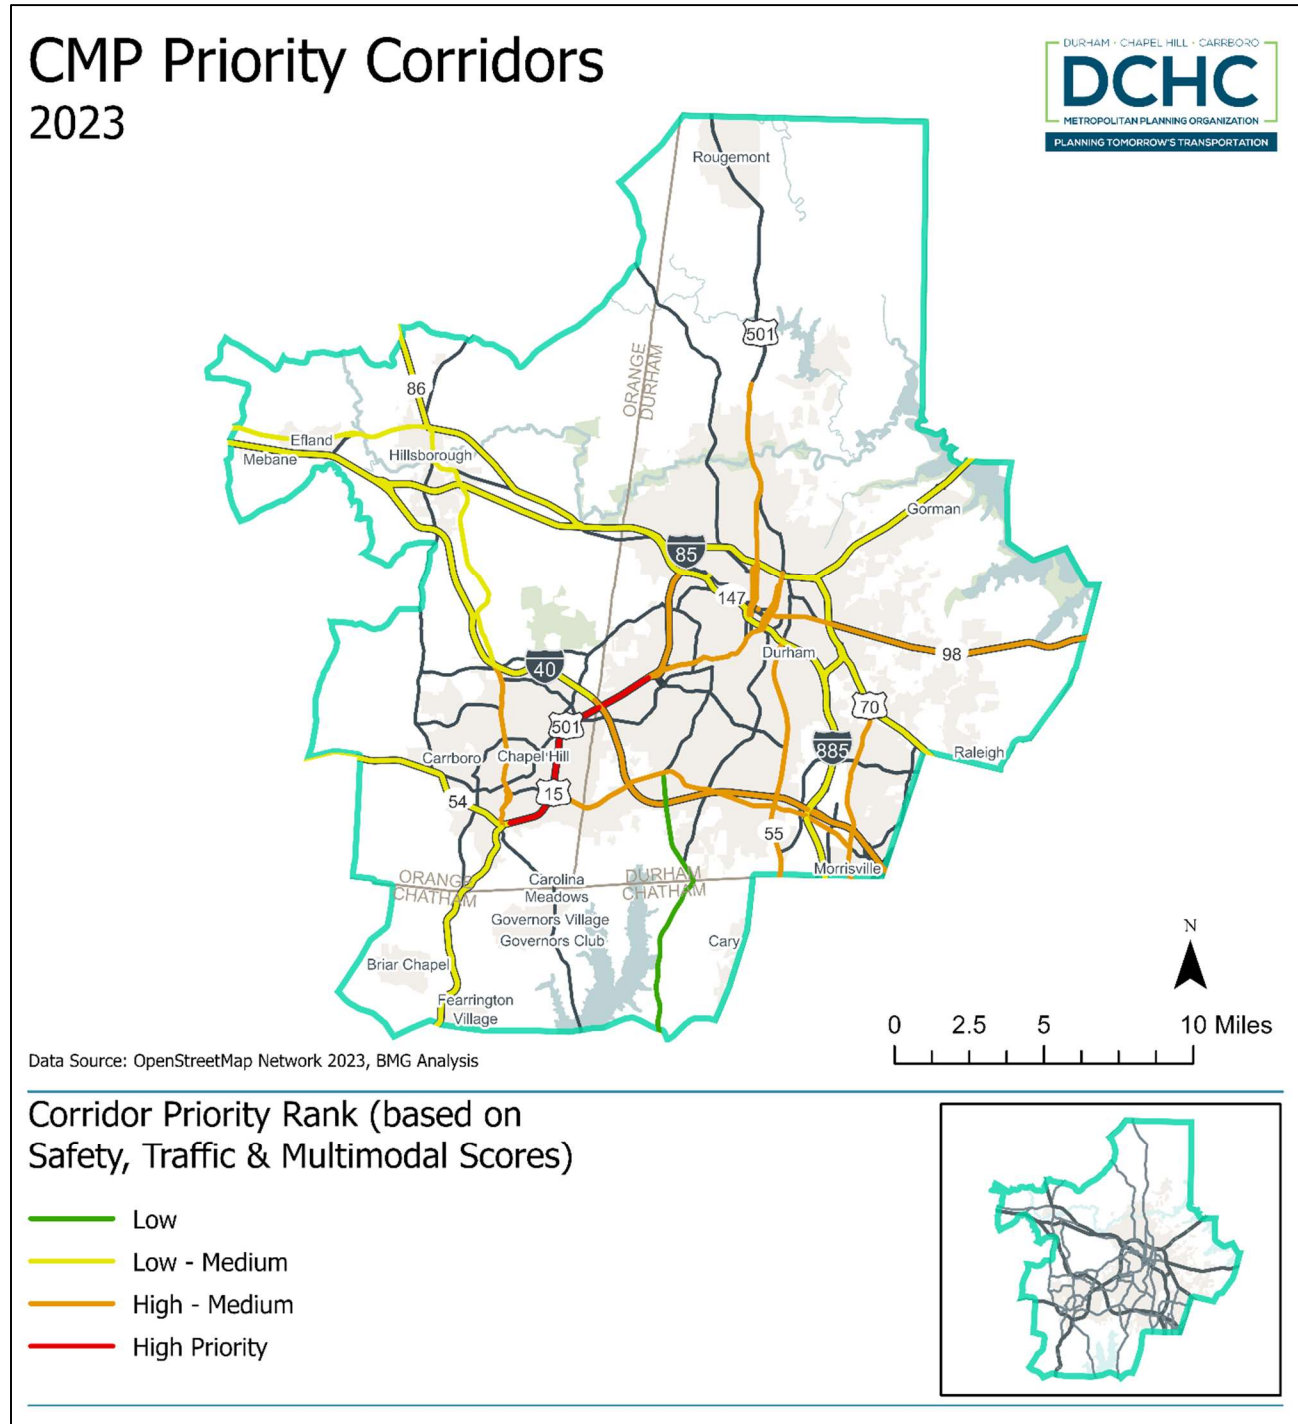 CMP Priority Corridors
2023
DURHAM · CHAPEL HILL · CARRBORO
DCHC
METROPOLITAN PLANNING ORGANIZATION
PLANNING TOMORROW'S TRANSPORTATION
Rougemont
501
ORANGE
DURHAM
86
Efland
Hillsborough
Mebane
Gorman
85
147
Durham
98
40
70
501
885
Raleigh
Carrboro
Chapel Hill
15
54
55
Morrisville
ORANGE
CHATHAM
DURHAM
CHATHAM
Carolina
Meadows
Governors Village
Governors Club
Cary
Briar Chapel
Fearrington
Village
N
0 2.5 5 10 Miles
Data Source: OpenStreetMap Network 2023, BMG Analysis
Corridor Priority Rank (based on
Safety, Traffic & Multimodal Scores)
Low
Low - Medium
High - Medium
High Priority